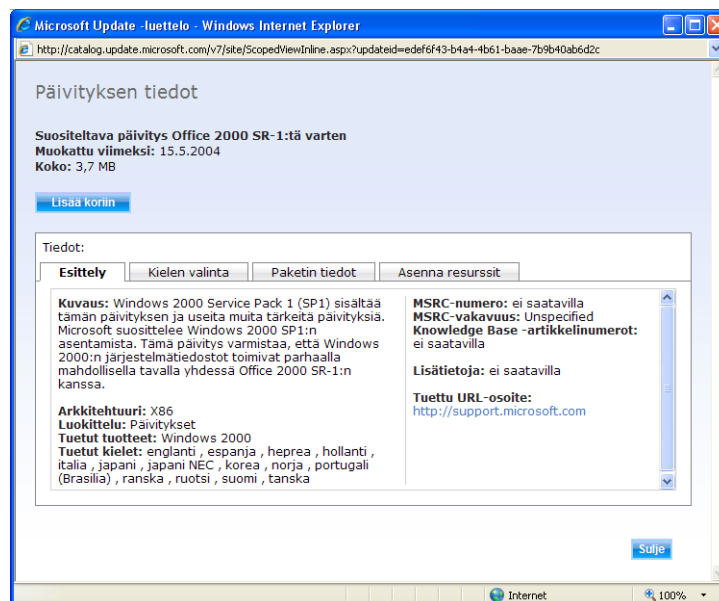 Microsoft Update -luettelo - Windows Internet Explorer
http://catalog.update.microsoft.com/v7/site/ScopedViewInline.aspx?updateid=edef6f43-b4a4-4b61-baae-7b9b40ab6d2c
Päivityksen tiedot
Suositeltava päivitys Office 2000 SR-1:tä varten
Muokattu viimeksi: 15.5.2004
Koko: 3,7 MB
Lisää koriin
Tiedot:
Esittely
Kielen valinta
Paketin tiedot
Asenna resurssit
Kuvaus: Windows 2000 Service Pack 1 (SP1) sisältää
tämän päivityksen ja useita muita tärkeitä päivityksiä.
Microsoft suosittelee Windows 2000 SP1:n
asentamista. Tämä päivitys varmistaa, että Windows
2000:n järjestelmätiedostot toimivat parhaalla
mahdollisella tavalla yhdessä Office 2000 SR-1:n
kanssa.
Arkkitehtuuri: X86
Luokittelu: Päivitykset
Tuetut tuotteet: Windows 2000
Tuetut kielet: englanti , espanja , heprea , hollanti ,
italia , japani , japani NEC , korea , norja , portugali
(Brasilia) , ranska , ruotsi , suomi , tanska
MSRC-numero: ei saatavilla
MSRC-vakavuus: Unspecified
Knowledge Base -artikkelinumerot:
ei saatavilla
Lisätietoja: ei saatavilla
Tuettu URL-osoite:
http://support.microsoft.com
Sulje
Internet
100%